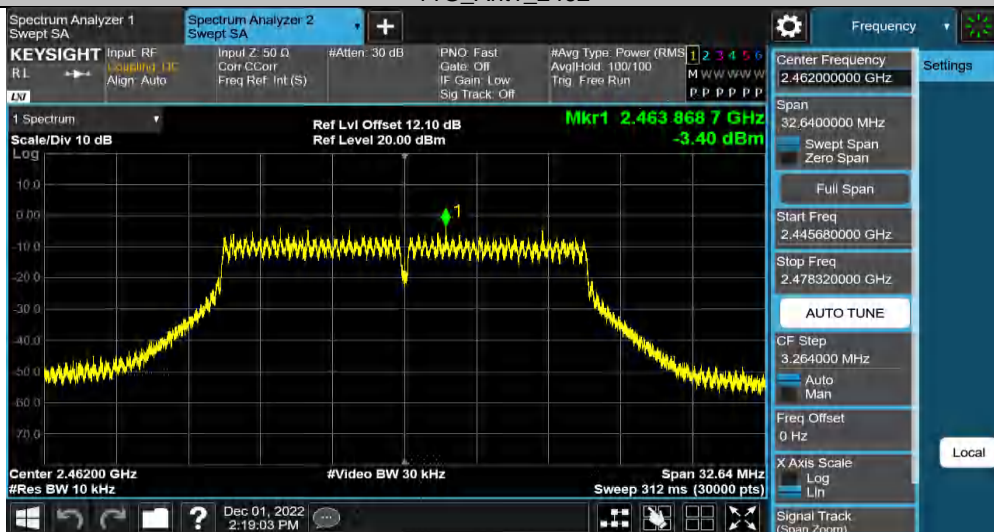 Spectrum Analyzer 1
Swept SA
Spectrum Analyzer 2
Swept SA
Frequency
KEYSIGHT
RL
LXI
Input: RF
Coupling: DC
Align: Auto
Input Z: 50 Ω
Corr CCorr
Freq Ref: Int (S)
#Atten: 30 dB
PNO: Fast
Gate: Off
IF Gain: Low
Sig Track: Off
#Avg Type: Power (RMS
Avg|Hold: 100/100
Trig: Free Run
1 2 3 4 5 6
M W W W W W
P P P P P P
1 Spectrum
Scale/Div 10 dB
Log
Ref Lvl Offset 12.10 dB
Ref Level 20.00 dBm
Mkr1 2.463 868 7 GHz
-3.40 dBm
10.0
0.00
-10.0
-20.0
-30.0
-40.0
-50.0
-60.0
-70.0
1
Center 2.46200 GHz
#Res BW 10 kHz
#Video BW 30 kHz
Span 32.64 MHz
Sweep 312 ms (30000 pts)
Dec 01, 2022
2:19:03 PM
Center Frequency
2.462000000 GHz
Settings
Span
32.6400000 MHz
Swept Span
Zero Span
Full Span
Start Freq
2.445680000 GHz
Stop Freq
2.478320000 GHz
AUTO TUNE
CF Step
3.264000 MHz
Auto
Man
Freq Offset
0 Hz
X Axis Scale
Log
Lin
Local
Signal Track
(Span Zoom)